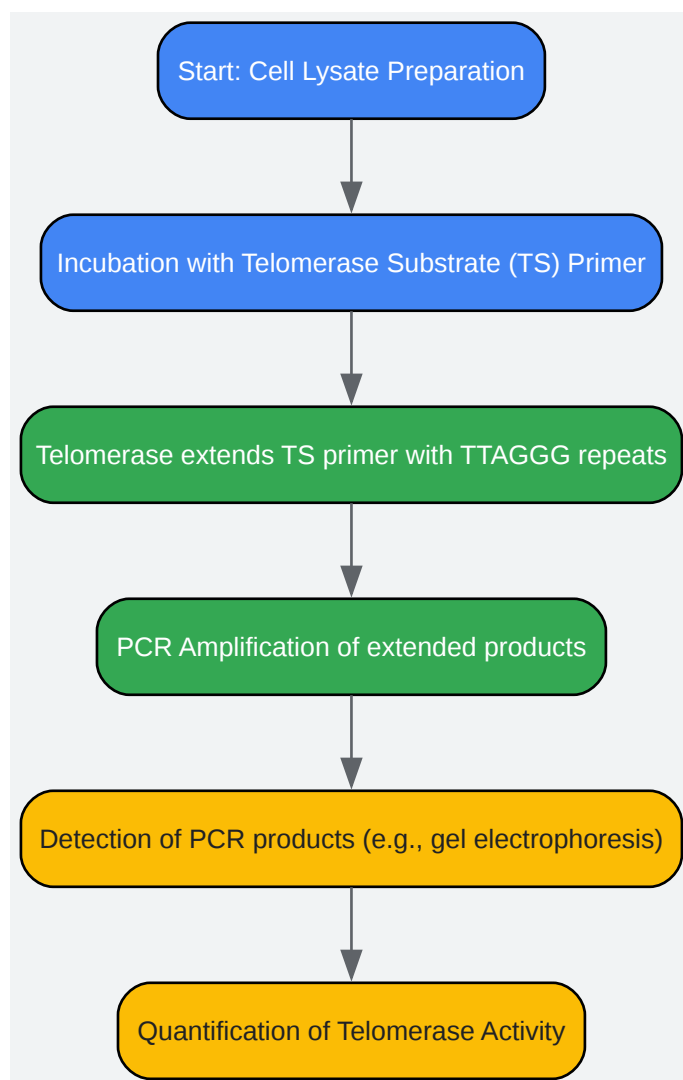 Start: Cell Lysate Preparation
Incubation with Telomerase Substrate (TS) Primer
Telomerase extends TS primer with TTAGGG repeats
PCR Amplification of extended products
Detection of PCR products (e.g., gel electrophoresis)
Quantification of Telomerase Activity